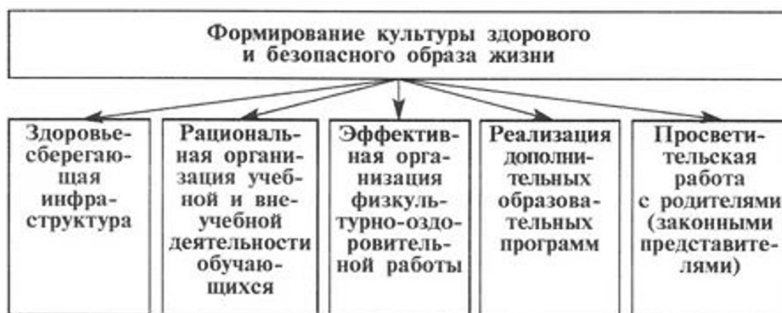 Формирование культуры здорового
и безопасного образа жизни
Здоровье-
сберегаю-
щая
инфра-
структура
Рациональ-
ная органи-
зация учеб-
ной и вне-
учебной
деятельности
обучаю-
щихся
Эффектив-
ная орга-
низация
физкуль-
турно-оздо-
ровитель-
ной работы
Реализация
дополни-
тельных
образова-
тельных
программ
Просвети-
тельская
работа
с родителями
(законными
представите-
лями)